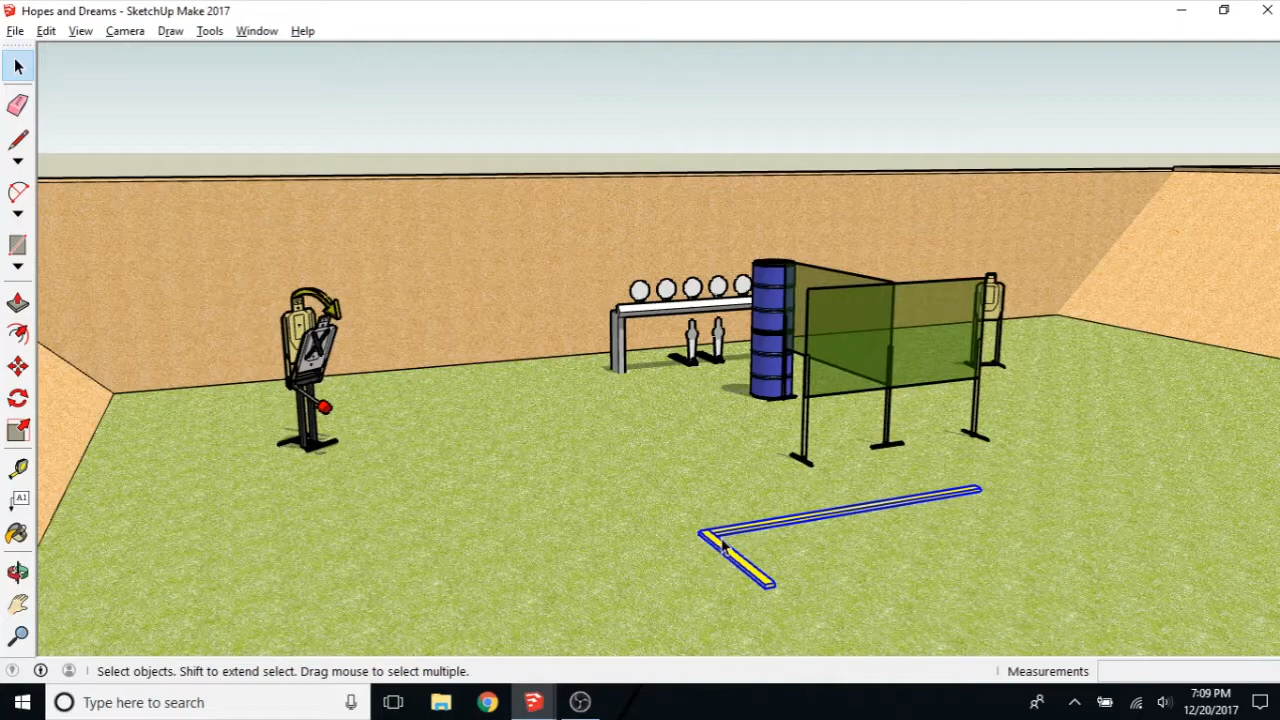 Hopes and Dreams - SketchUp Make 2017
File Edit View Camera Draw Tools Window Help
A1
Select objects. Shift to extend select. Drag mouse to select multiple.
Measurements
Type here to search
7:09 PM
12/20/2017